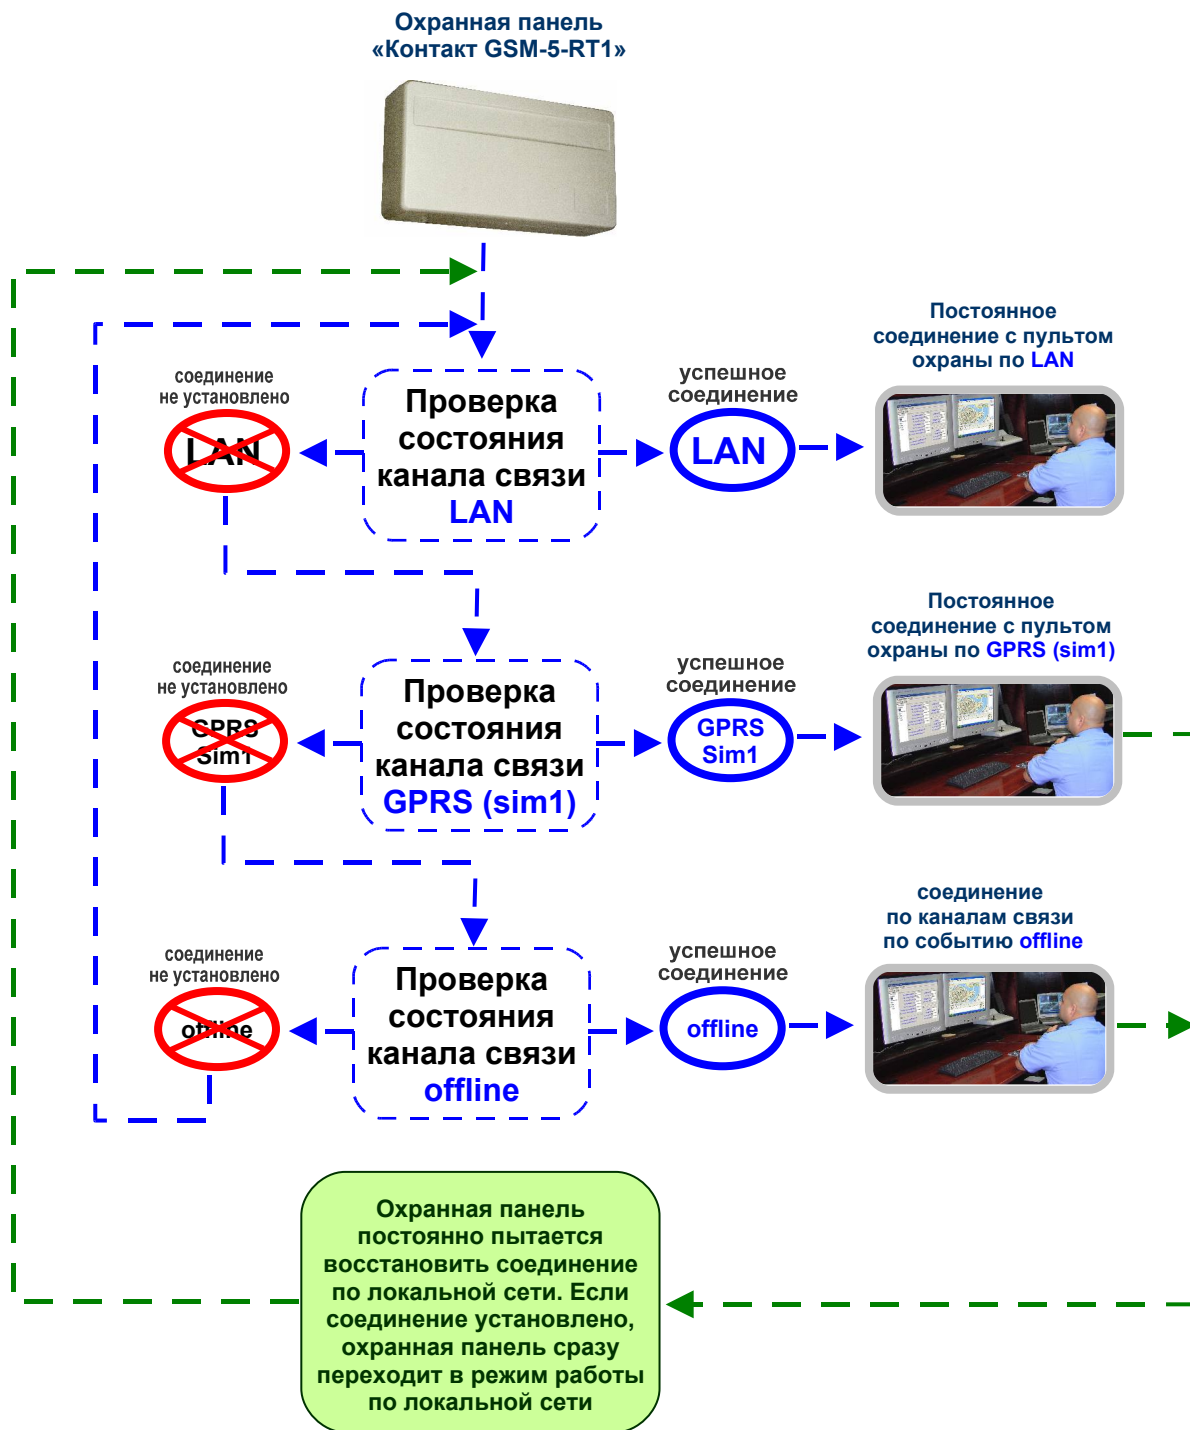 Охранная панель
«Контакт GSM-5-RT1»
Постоянное
соединение с пультом
охраны по LAN
соединение
не установлено
LAN
Проверка
состояния
канала связи
LAN
успешное
соединение
LAN
Постоянное
соединение с пультом
охраны по GPRS (sim1)
соединение
не установлено
GPRS
Sim1
Проверка
состояния
канала связи
GPRS (sim1)
успешное
соединение
GPRS
Sim1
соединение
по каналам связи
по событию offline
соединение
не установлено
offline
Проверка
состояния
канала связи
offline
успешное
соединение
offline
Охранная панель
постоянно пытается
восстановить соединение
по локальной сети. Если
соединение установлено,
охранная панель сразу
переходит в режим работы
по локальной сети